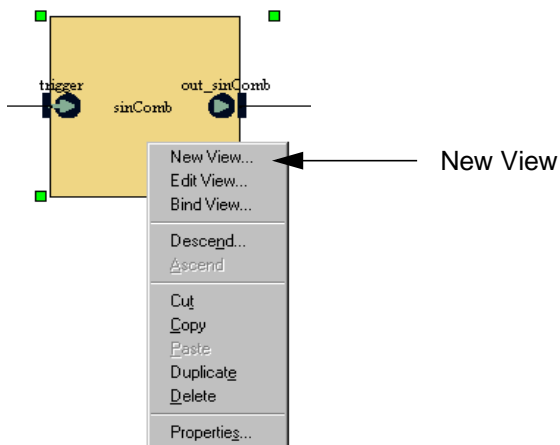 trigger
out_sinComb
sinComb
New View...
New View
Edit View...
Bind View...
Descend...
Ascend
Cut
Copy
Paste
Duplicate
Delete
Properties...